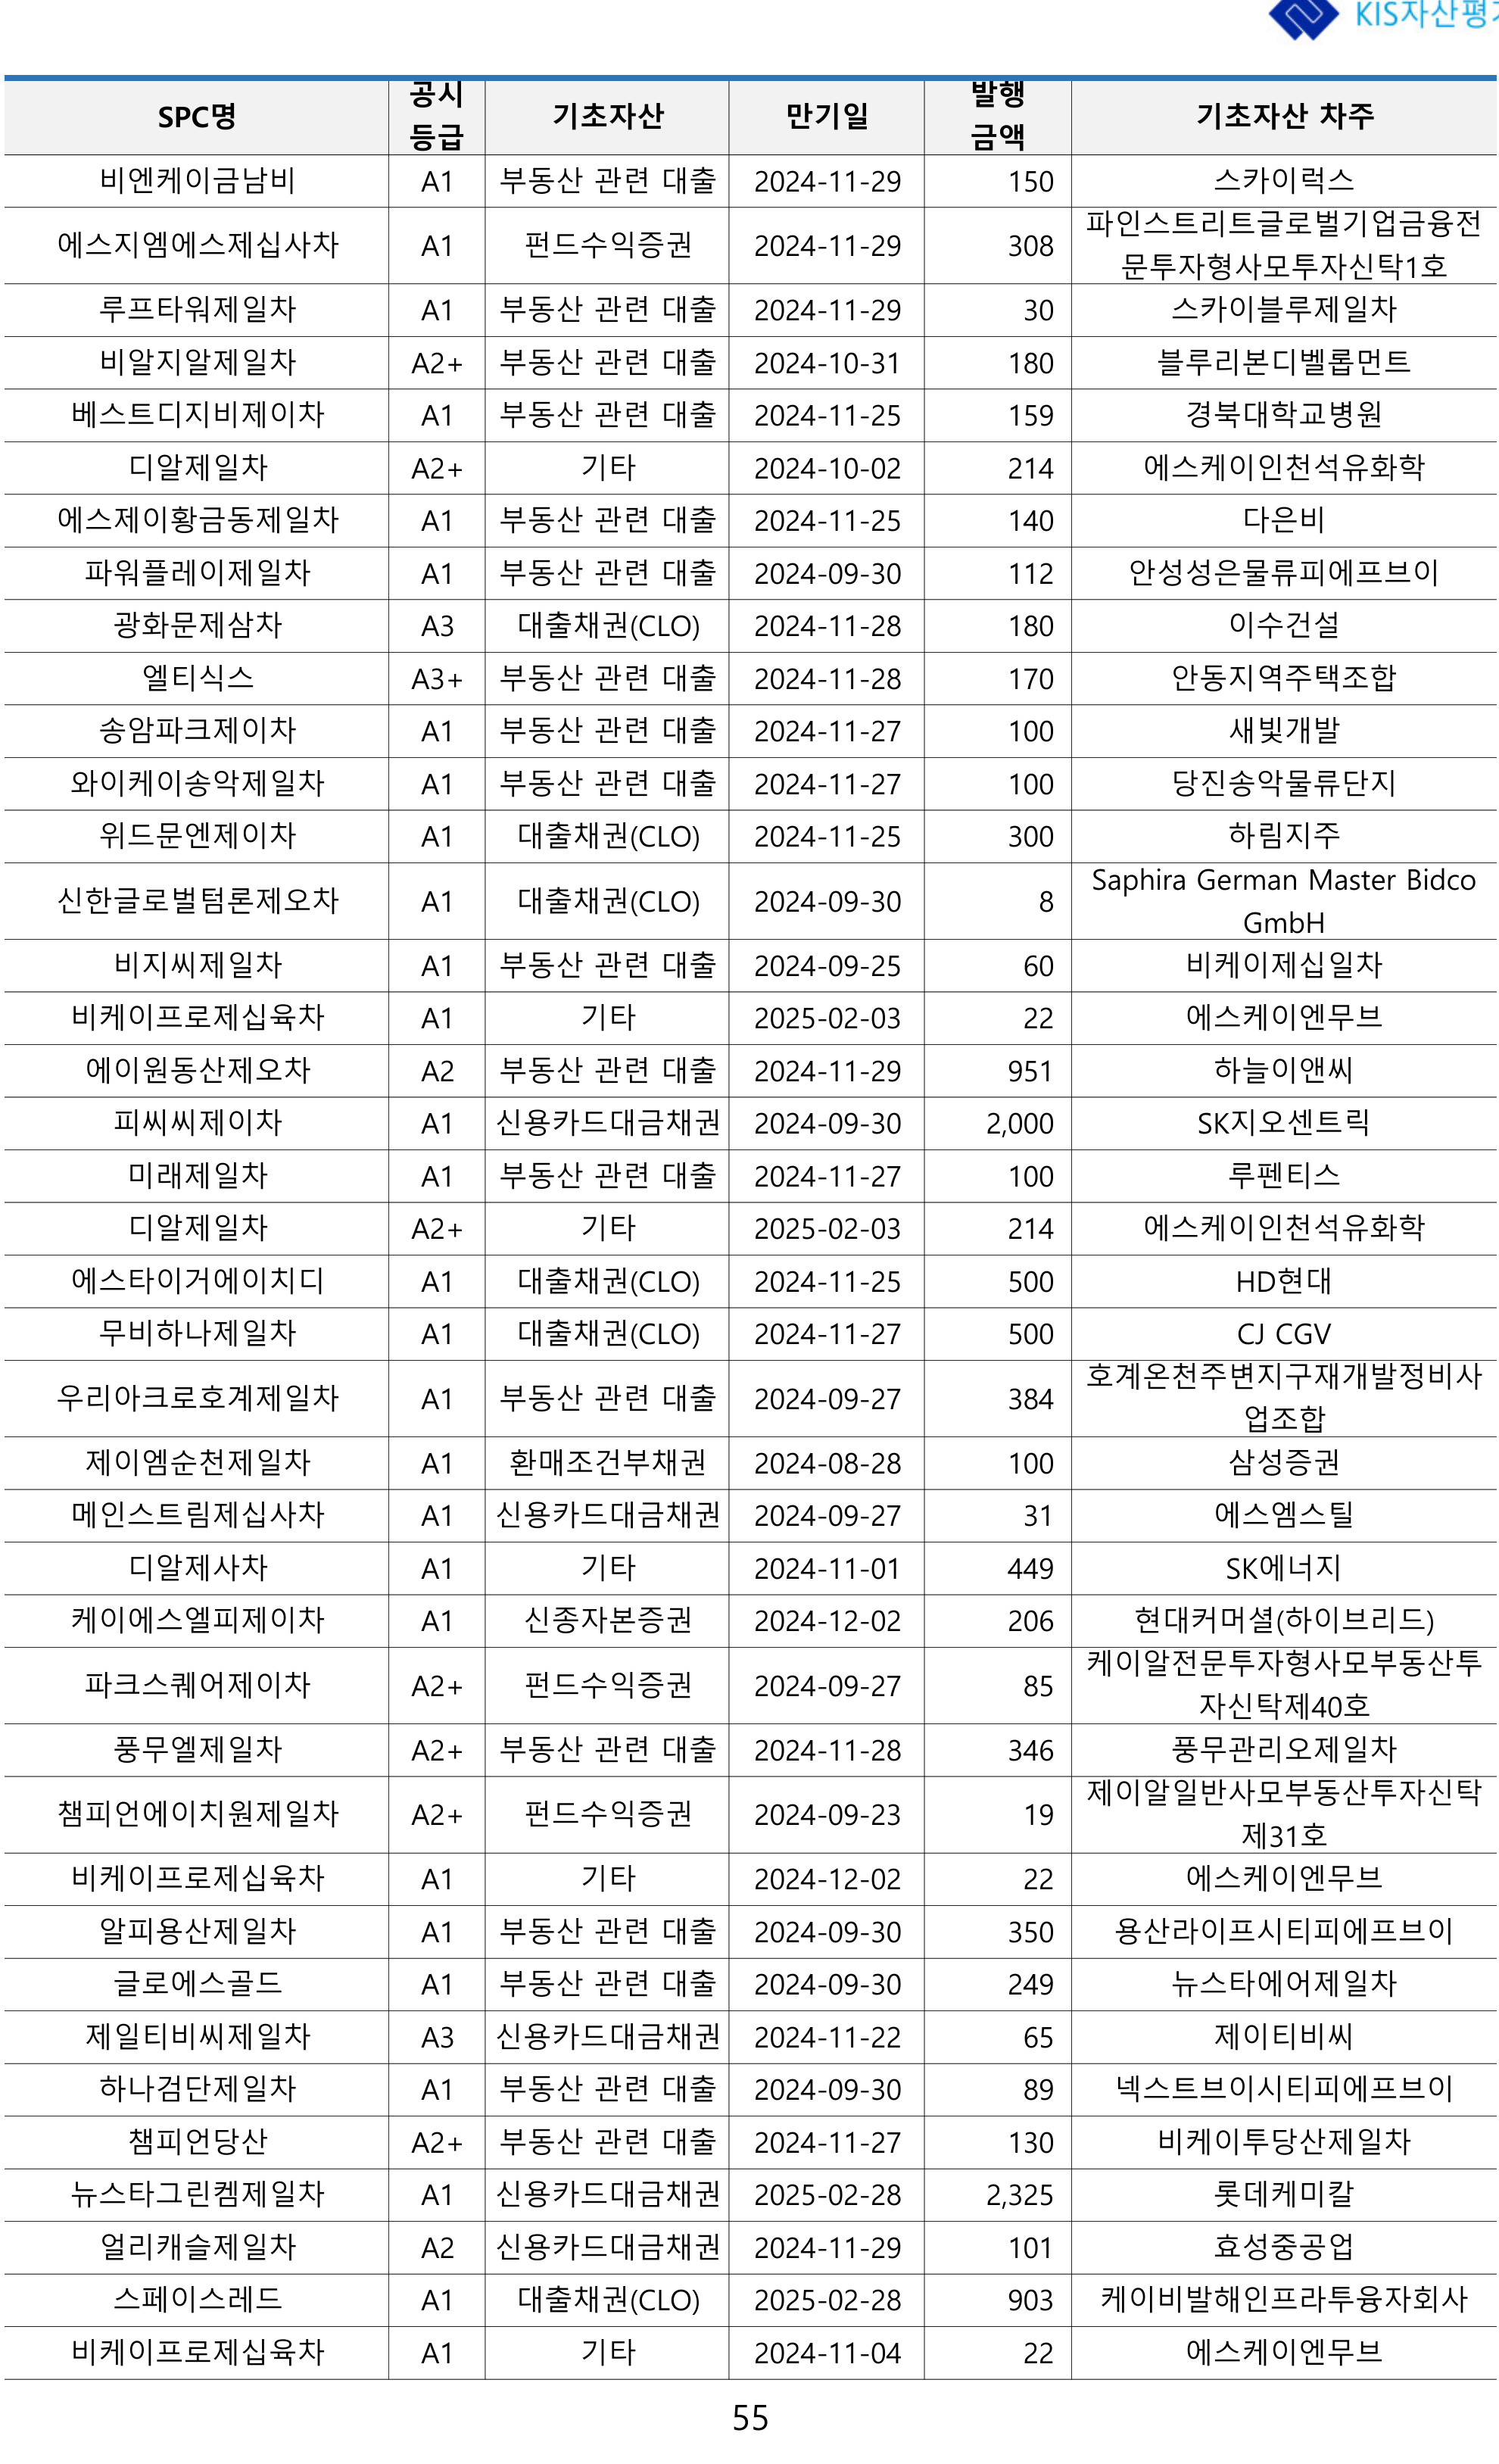 KIS자산평가
SPC명 공시등급 기초자산 만기일 발행금액 기초자산 차주
비엔케이금남비 A1 부동산 관련 대출 2024-11-29 150 스카이럭스
에스지엠에스제십사차 A1 펀드수익증권 2024-11-29 308 파인스트리트글로벌기업금융전
문투자형사모투자신탁1호
루프타워제일차 A1 부동산 관련 대출 2024-11-29 30 스카이블루제일차
비알지알제일차 A2+ 부동산 관련 대출 2024-10-31 180 블루리본디벨롭먼트
베스트디지비제이차 A1 부동산 관련 대출 2024-11-25 159 경북대학교병원
디알제일차 A2+ 기타 2024-10-02 214 에스케이인천석유화학
에스제이황금동제일차 A1 부동산 관련 대출 2024-11-25 140 다은비
파워플레이제일차 A1 부동산 관련 대출 2024-09-30 112 안성성은물류피에프브이
광화문제삼차 A3 대출채권(CLO) 2024-11-28 180 이수건설
엘티식스 A3+ 부동산 관련 대출 2024-11-28 170 안동지역주택조합
송암파크제이차 A1 부동산 관련 대출 2024-11-27 100 새빛개발
와이케이송악제일차 A1 부동산 관련 대출 2024-11-27 100 당진송악물류단지
위드문엔제이차 A1 대출채권(CLO) 2024-11-25 300 하림지주
신한글로벌텀론제오차 A1 대출채권(CLO) 2024-09-30 8 Saphira German Master Bidco
GmbH
비지씨제일차 A1 부동산 관련 대출 2024-09-25 60 비케이제십일차
비케이프로제십육차 A1 기타 2025-02-03 22 에스케이엔무브
에이원동산제오차 A2 부동산 관련 대출 2024-11-29 951 하늘이앤씨
피씨씨제이차 A1 신용카드대금채권 2024-09-30 2,000 SK지오센트릭
미래제일차 A1 부동산 관련 대출 2024-11-27 100 루펜티스
디알제일차 A2+ 기타 2025-02-03 214 에스케이인천석유화학
에스타이거에이치디 A1 대출채권(CLO) 2024-11-25 500 HD현대
무비하나제일차 A1 대출채권(CLO) 2024-11-27 500 CJ CGV
우리아크로호계제일차 A1 부동산 관련 대출 2024-09-27 384 호계온천주변지구재개발정비사
업조합
제이엠순천제일차 A1 환매조건부채권 2024-08-28 100 삼성증권
메인스트림제십사차 A1 신용카드대금채권 2024-09-27 31 에스엠스틸
디알제사차 A1 기타 2024-11-01 449 SK에너지
케이에스엘피제이차 A1 신종자본증권 2024-12-02 206 현대커머셜(하이브리드)
파크스퀘어제이차 A2+ 펀드수익증권 2024-09-27 85 케이알전문투자형사모부동산투
자신탁제40호
풍무엘제일차 A2+ 부동산 관련 대출 2024-11-28 346 풍무관리오제일차
챔피언에이치원제일차 A2+ 펀드수익증권 2024-09-23 19 제이알일반사모부동산투자신탁
제31호
비케이프로제십육차 A1 기타 2024-12-02 22 에스케이엔무브
알피용산제일차 A1 부동산 관련 대출 2024-09-30 350 용산라이프시티피에프브이
글로에스골드 A1 부동산 관련 대출 2024-09-30 249 뉴스타에어제일차
제일티비씨제일차 A3 신용카드대금채권 2024-11-22 65 제이티비씨
하나검단제일차 A1 부동산 관련 대출 2024-09-30 89 넥스트브이시티피에프브이
챔피언당산 A2+ 부동산 관련 대출 2024-11-27 130 비케이투당산제일차
뉴스타그린켐제일차 A1 신용카드대금채권 2025-02-28 2,325 롯데케미칼
얼리캐슬제일차 A2 신용카드대금채권 2024-11-29 101 효성중공업
스페이스레드 A1 대출채권(CLO) 2025-02-28 903 케이비발해인프라투융자회사
비케이프로제십육차 A1 기타 2024-11-04 22 에스케이엔무브
55